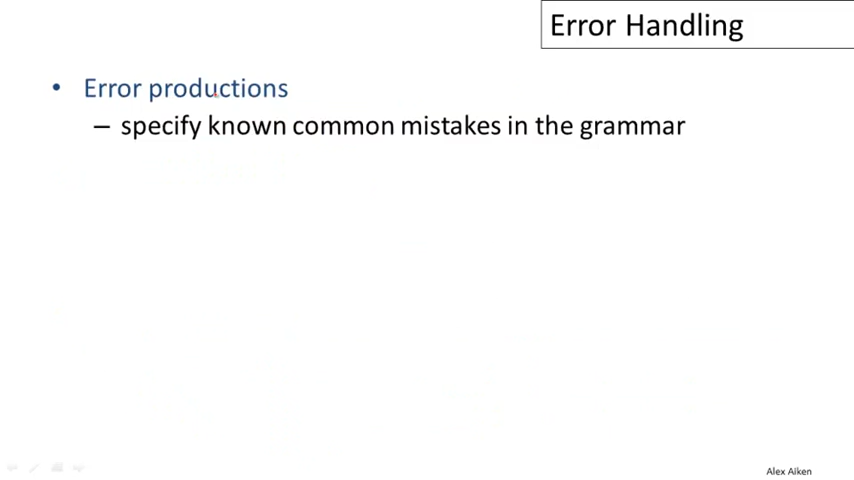 Error Handling
• Error productions
– specify known common mistakes in the grammar
Alex Aiken